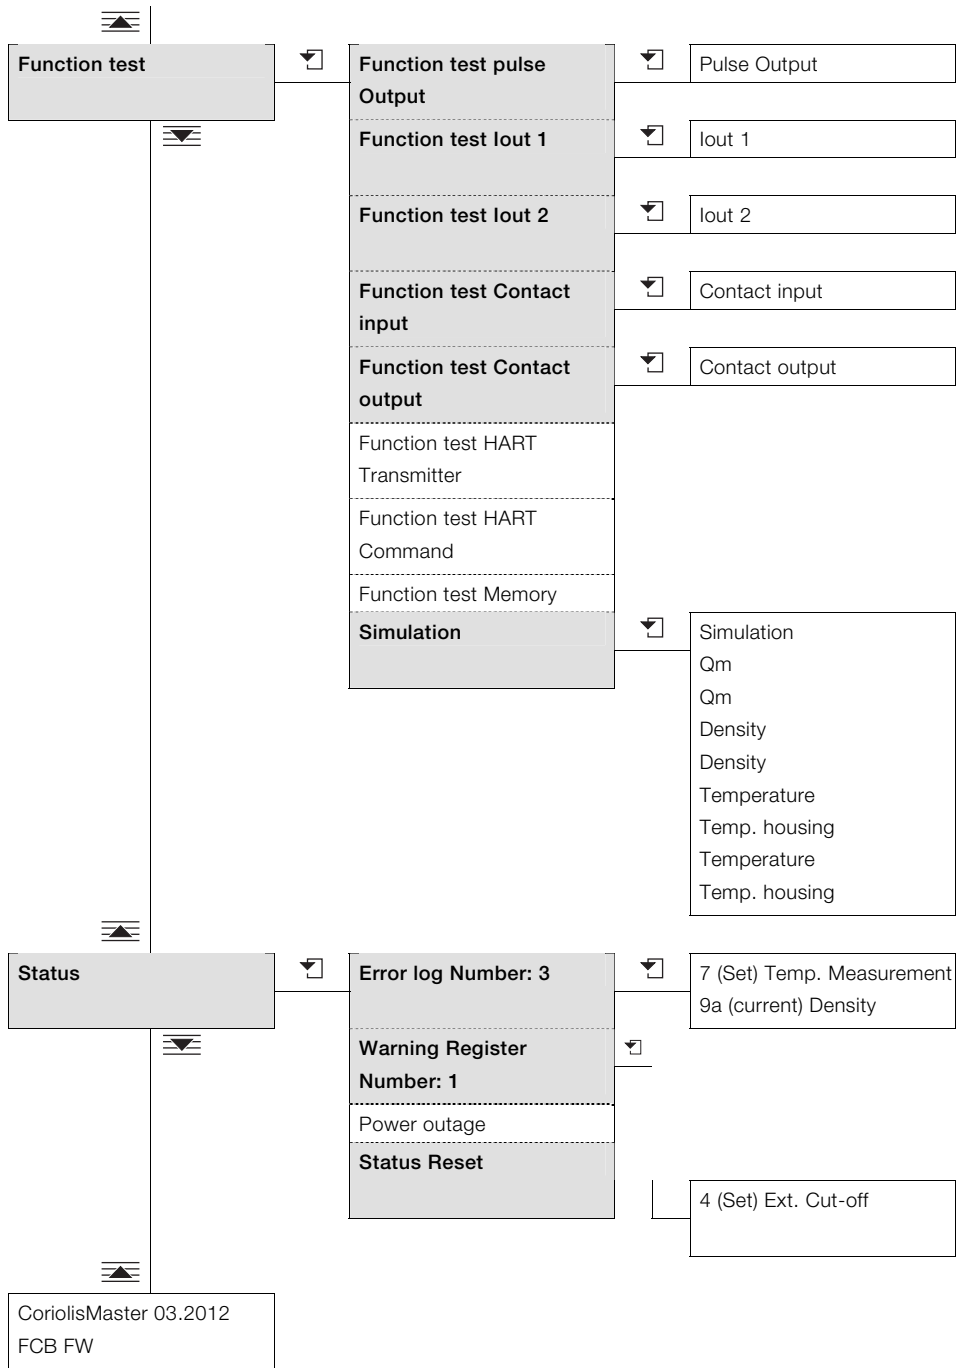 Function test
Function test pulse
Output
Pulse Output
Function test Iout 1
Iout 1
Function test Iout 2
Iout 2
Function test Contact
input
Contact input
Function test Contact
output
Contact output
Function test HART
Transmitter
Function test HART
Command
Function test Memory
Simulation
Simulation
Qm
Qm
Density
Density
Temperature
Temp. housing
Temperature
Temp. housing
Status
Error log Number: 3
7 (Set) Temp. Measurement
9a (current) Density
Warning Register
Number: 1
Power outage
Status Reset
4 (Set) Ext. Cut-off
CoriolisMaster 03.2012
FCB FW